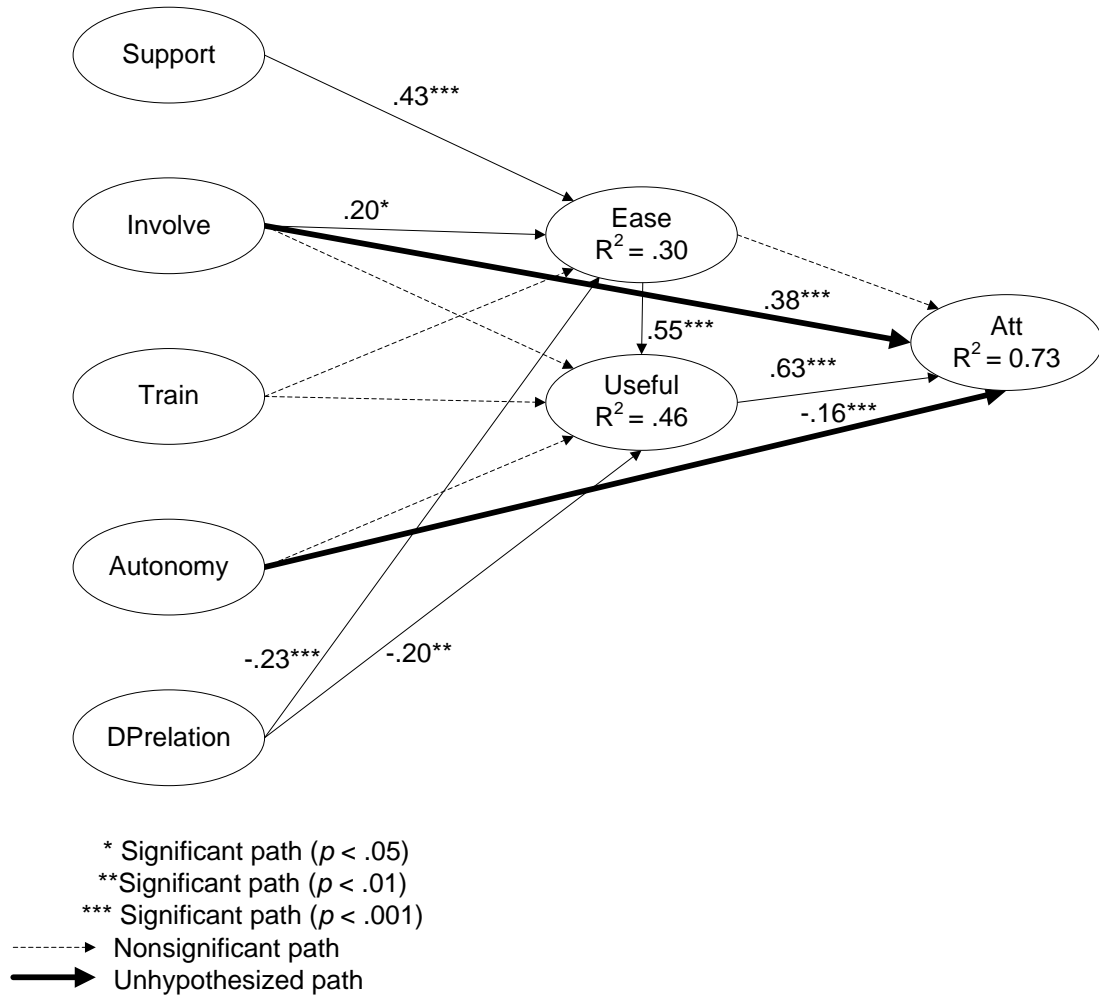 Support
.43***
Involve
.20*
Ease
R² = .30
.38***
Att
R² = 0.73
.55***
Train
Useful
R² = .46
.63***
-.16***
Autonomy
-.23***
-.20**
DPrelation
* Significant path (p < .05)
**Significant path (p < .01)
*** Significant path (p < .001)
Nonsignificant path
Unhypothesized path